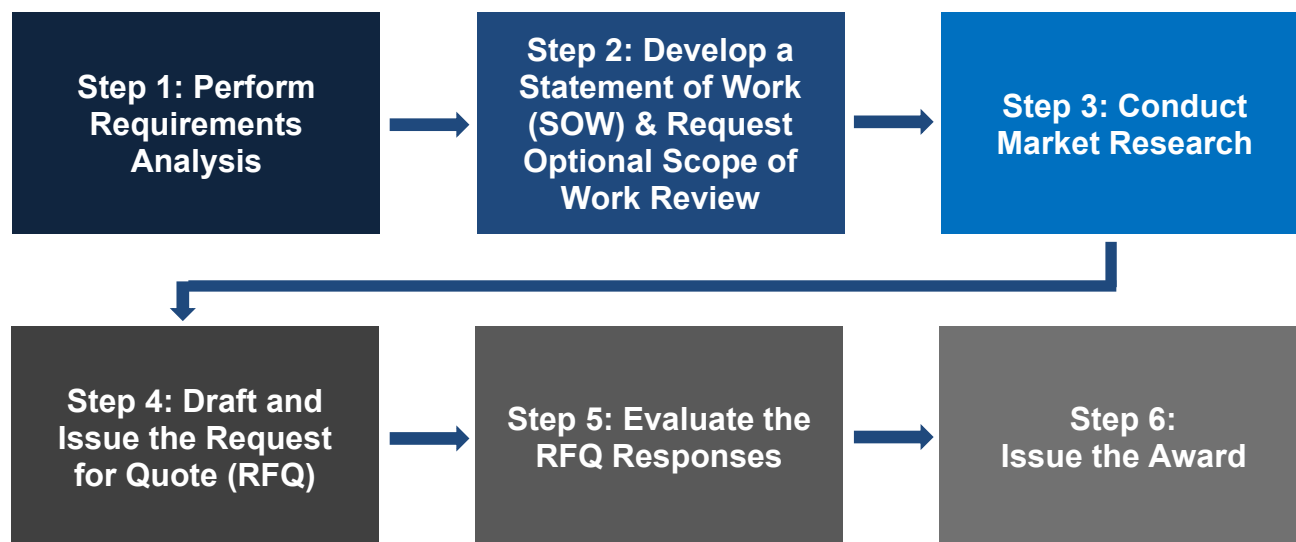 Step 1: Perform
Requirements
Analysis
Step 2: Develop a
Statement of Work
(SOW) & Request
Optional Scope of
Work Review
Step 3: Conduct
Market Research
Step 4: Draft and
Issue the Request
for Quote (RFQ)
Step 5: Evaluate the
RFQ Responses
Step 6:
Issue the Award